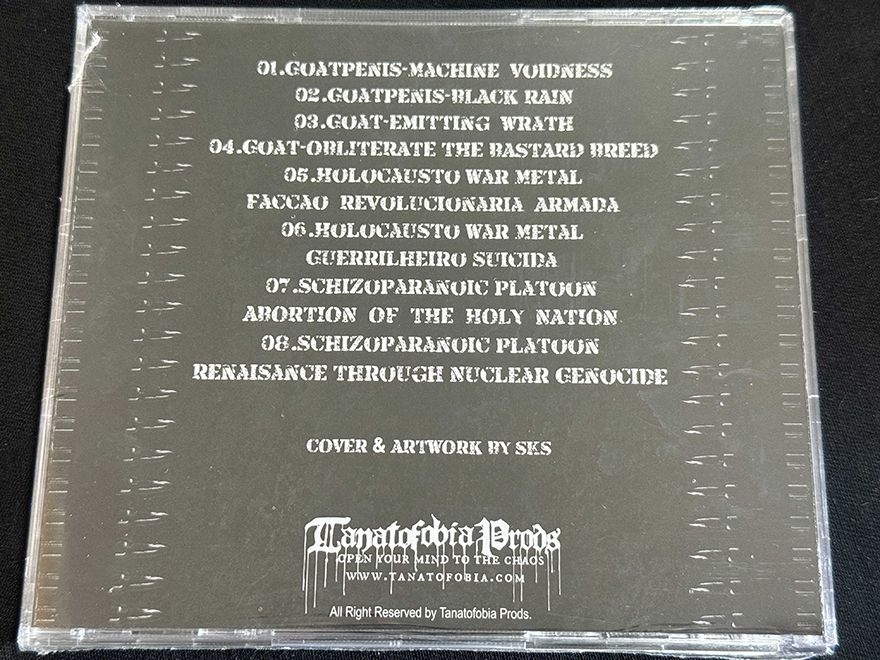 01.GOATPENIS-MACHINE VOIDNESS
02.GOATPENIS-BLACK RAIN
03.GOAT-EMITTING WRATH
04.GOAT-OBLITERATE THE BASTARD BREED
05.HOLOCAUSTO WAR METAL
FACCAO REVOLUCIONARIA ARMADA
06.HOLOCAUSTO WAR METAL
GUERRILHEIRO SUICIDA
07.SCHIZOPARANOIC PLATOON
ABORTION OF THE HOLY NATION
08.SCHIZOPARANOIC PLATOON
RENAISANCE THROUGH NUCLEAR GENOCIDE
COVER & ARTWORK BY SKS
Tanatofobia Prods
OPEN YOUR MIND TO THE CHAOS
WWW.TANATOFOBIA.COM
All Right Reserved by Tanatofobia Prods.